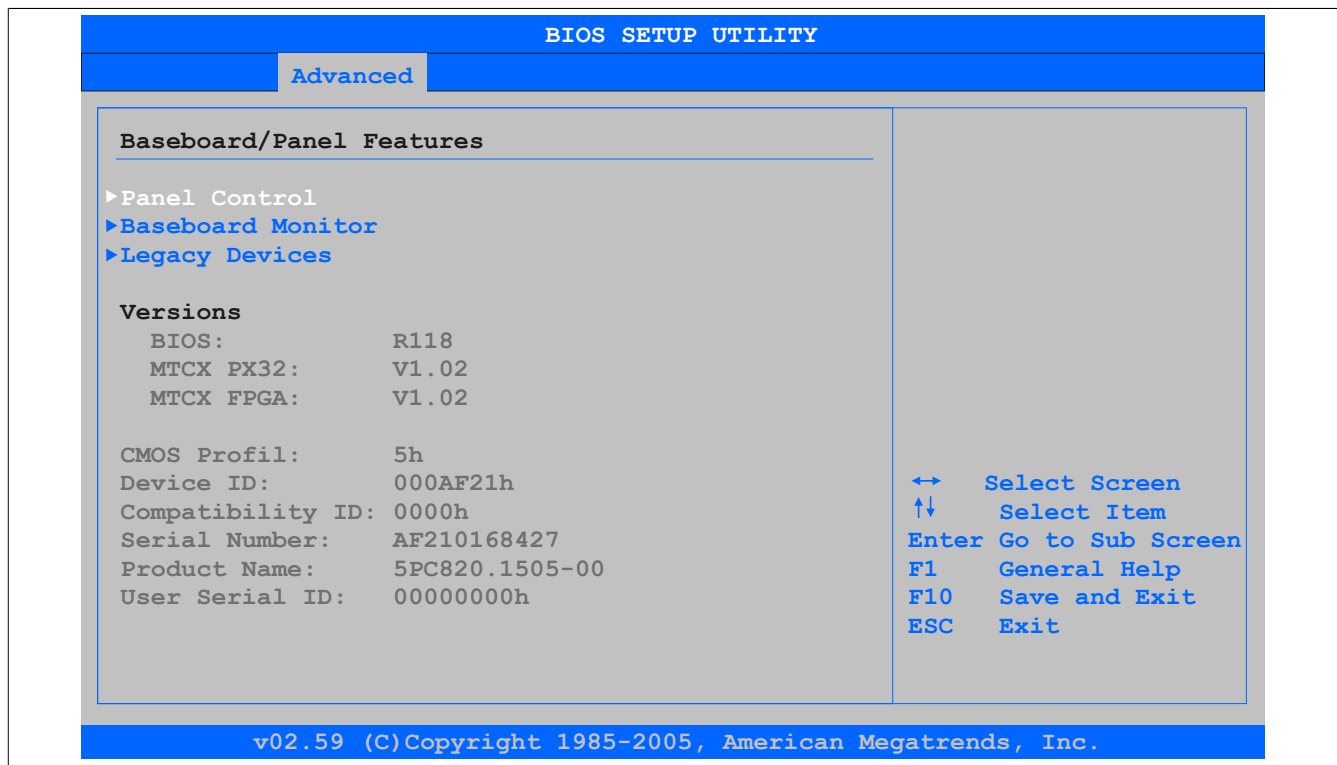 BIOS SETUP UTILITY
Advanced
Baseboard/Panel Features
▶Panel Control
▶Baseboard Monitor
▶Legacy Devices
Versions
BIOS: R118
MTCX PX32: V1.02
MTCX FPGA: V1.02
CMOS Profil: 5h
Device ID: 000AF21h
Compatibility ID: 0000h
Serial Number: AF210168427
Product Name: 5PC820.1505-00
User Serial ID: 00000000h
↔ Select Screen
↑↓ Select Item
Enter Go to Sub Screen
F1 General Help
F10 Save and Exit
ESC Exit
v02.59 (C)Copyright 1985-2005, American Megatrends, Inc.